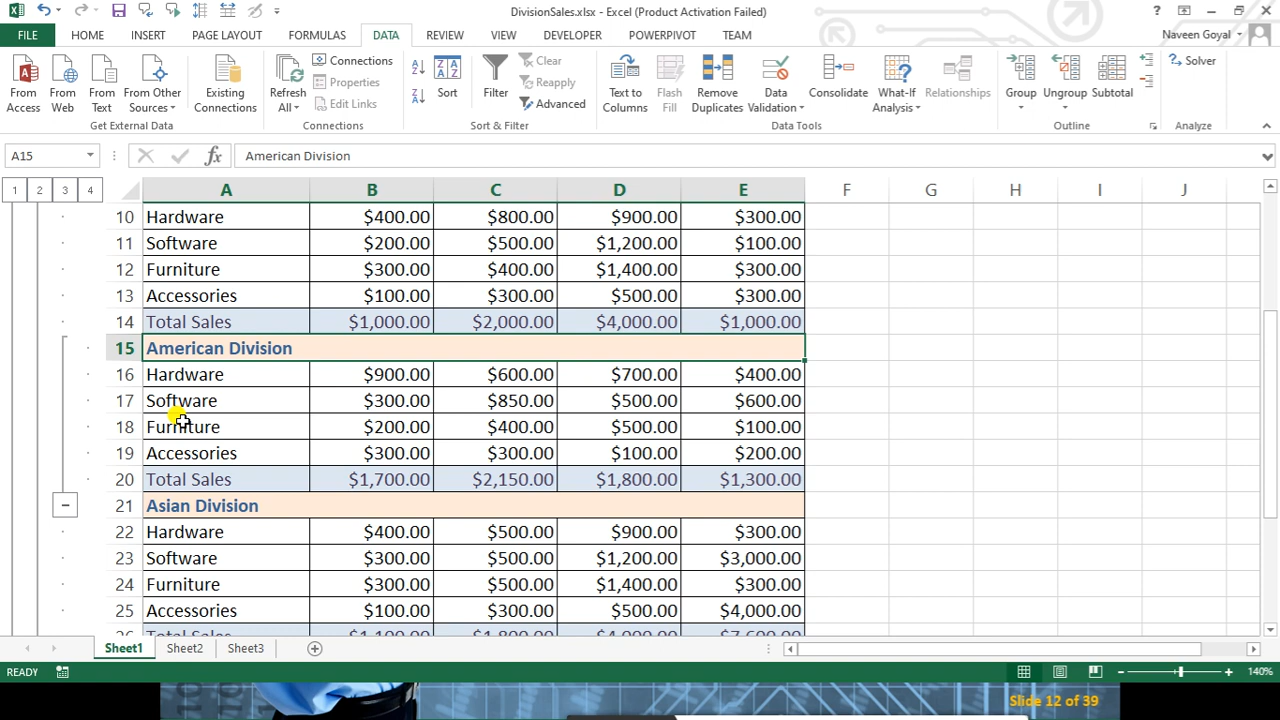 DivisionSales.xlsx - Excel (Product Activation Failed)
FILE HOME INSERT PAGE LAYOUT FORMULAS DATA REVIEW VIEW DEVELOPER POWERPIVOT TEAM Naveen Goyal
From Access
From Web
From Text
From Other Sources
Existing Connections
Get External Data
Refresh All
Connections
Properties
Edit Links
Connections
Sort
Filter
Clear
Reapply
Advanced
Sort & Filter
Text to Columns
Flash Fill
Remove Duplicates
Data Validation
Consolidate
What-If Analysis
Relationships
Data Tools
Group
Ungroup
Subtotal
Outline
Solver
Analyze
A15 fx American Division
1 2 3 4 A B C D E F G H I J
10 Hardware $400.00 $800.00 $900.00 $300.00
11 Software $200.00 $500.00 $1,200.00 $100.00
12 Furniture $300.00 $400.00 $1,400.00 $300.00
13 Accessories $100.00 $300.00 $500.00 $300.00
14 Total Sales $1,000.00 $2,000.00 $4,000.00 $1,000.00
15 American Division
16 Hardware $900.00 $600.00 $700.00 $400.00
17 Software $300.00 $850.00 $500.00 $600.00
18 Furniture $200.00 $400.00 $500.00 $100.00
19 Accessories $300.00 $300.00 $100.00 $200.00
20 Total Sales $1,700.00 $2,150.00 $1,800.00 $1,300.00
21 Asian Division
22 Hardware $400.00 $500.00 $900.00 $300.00
23 Software $300.00 $500.00 $1,200.00 $3,000.00
24 Furniture $300.00 $500.00 $1,400.00 $300.00
25 Accessories $100.00 $300.00 $500.00 $4,000.00
26 Total Sales
Sheet1 Sheet2 Sheet3
READY 140%
Slide 12 of 39